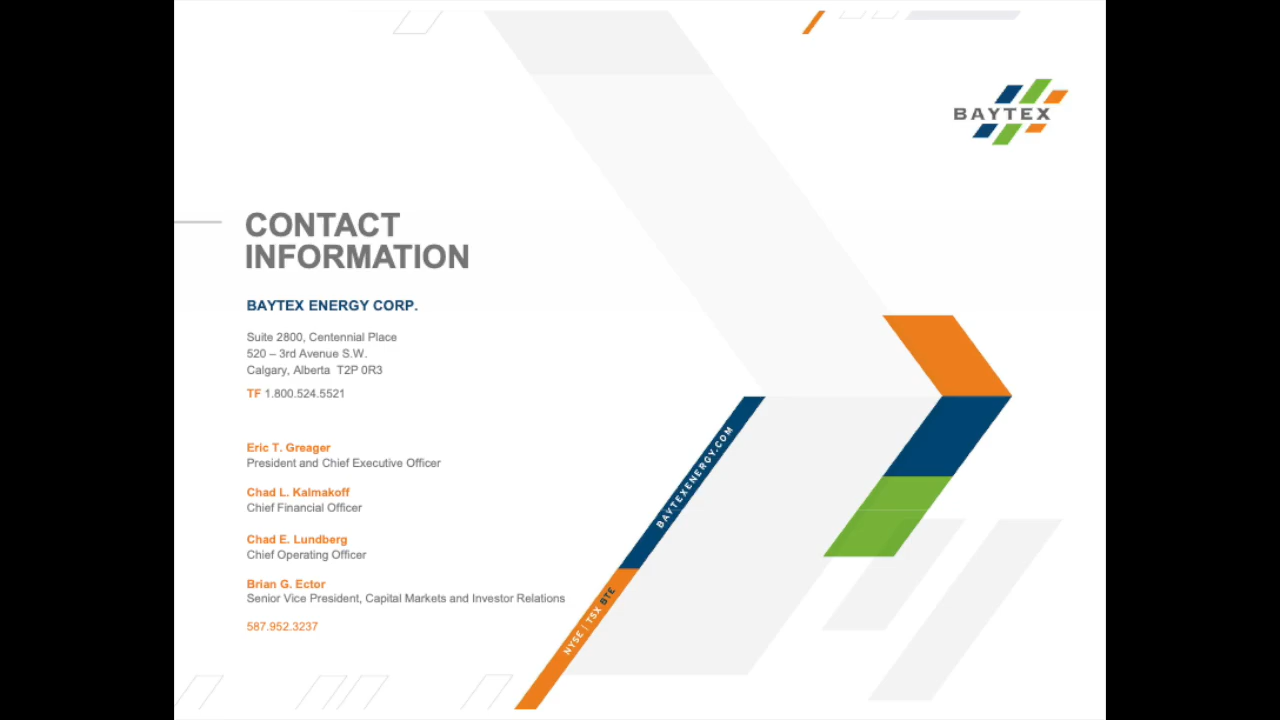 BAYTEX
CONTACT
INFORMATION
BAYTEX ENERGY CORP.
Suite 2800, Centennial Place
520 – 3rd Avenue S.W.
Calgary, Alberta  T2P 0R3
TF 1.800.524.5521
Eric T. Greager
President and Chief Executive Officer
Chad L. Kalmakoff
Chief Financial Officer
Chad E. Lundberg
Chief Operating Officer
Brian G. Ector
Senior Vice President, Capital Markets and Investor Relations
587.952.3237
BAYTEXENERGY.COM
NYSE | TSX BTE